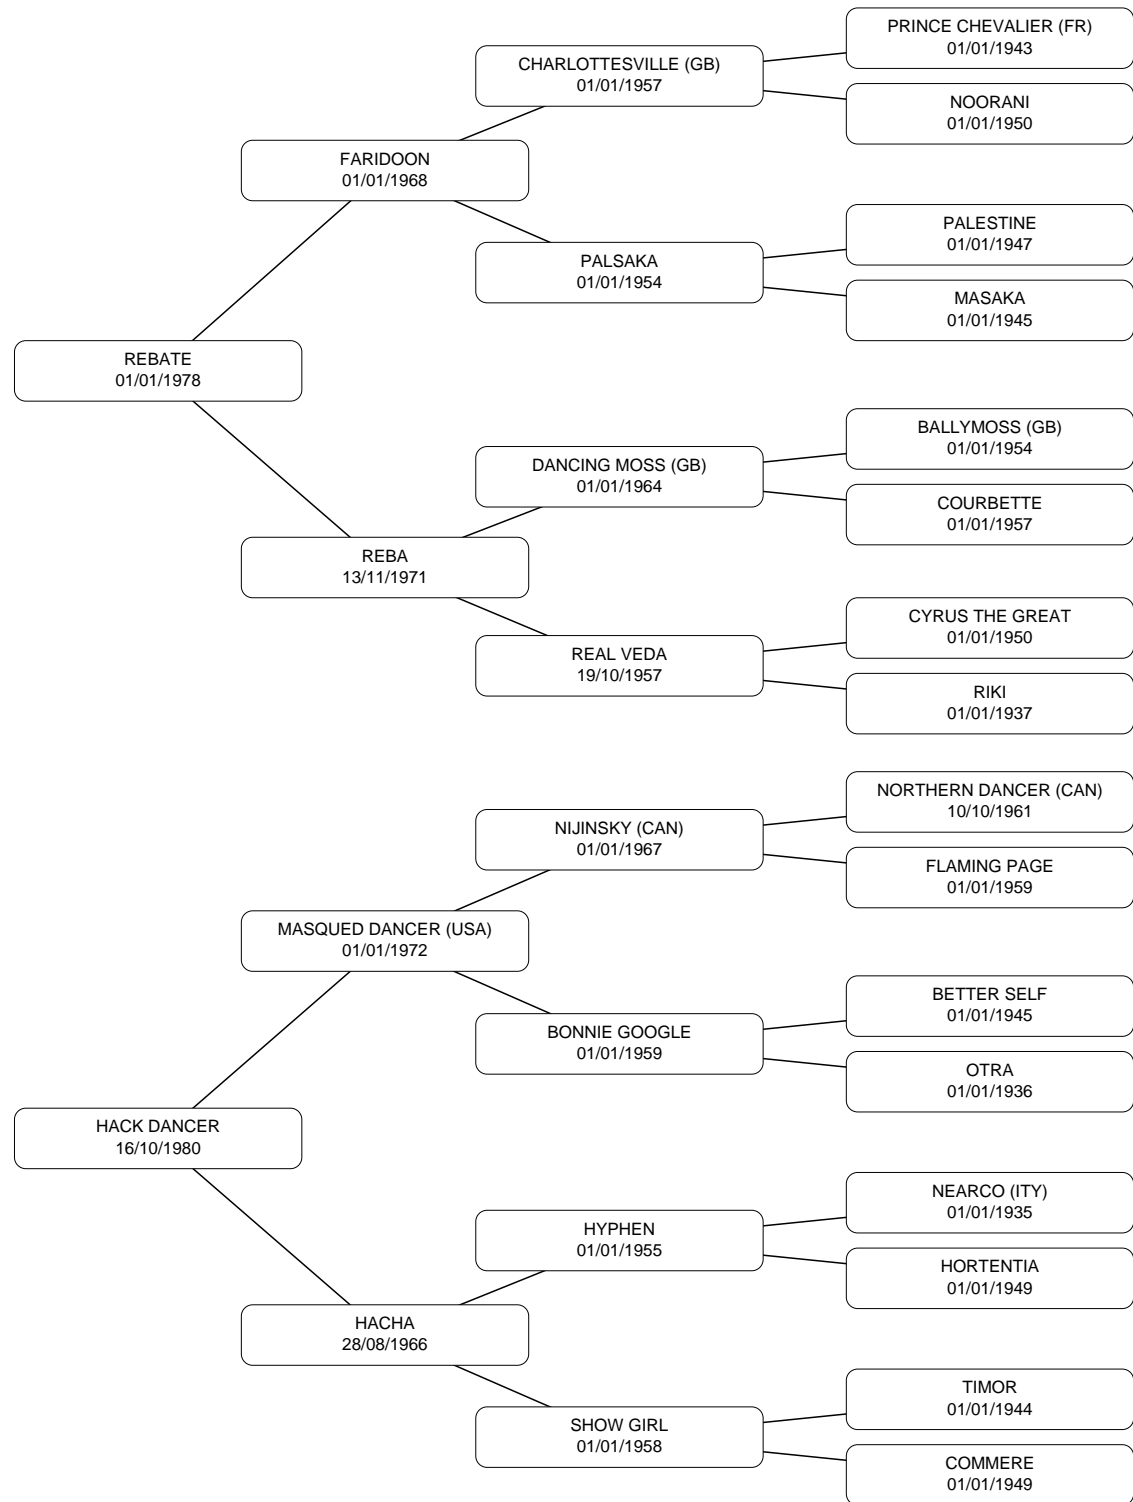 PRINCE CHEVALIER (FR)
01/01/1943
CHARLOTTESVILLE (GB)
01/01/1957
NOORANI
01/01/1950
FARIDOON
01/01/1968
PALESTINE
01/01/1947
PALSAKA
01/01/1954
MASAKA
01/01/1945
REBATE
01/01/1978
BALLYMOSS (GB)
01/01/1954
DANCING MOSS (GB)
01/01/1964
COURBETTE
01/01/1957
REBA
13/11/1971
CYRUS THE GREAT
01/01/1950
REAL VEDA
19/10/1957
RIKI
01/01/1937
NORTHERN DANCER (CAN)
10/10/1961
NIJINSKY (CAN)
01/01/1967
FLAMING PAGE
01/01/1959
MASQUED DANCER (USA)
01/01/1972
BETTER SELF
01/01/1945
BONNIE GOOGLE
01/01/1959
OTRA
01/01/1936
HACK DANCER
16/10/1980
NEARCO (ITY)
01/01/1935
HYPHEN
01/01/1955
HORTENTIA
01/01/1949
HACHA
28/08/1966
TIMOR
01/01/1944
SHOW GIRL
01/01/1958
COMMERE
01/01/1949